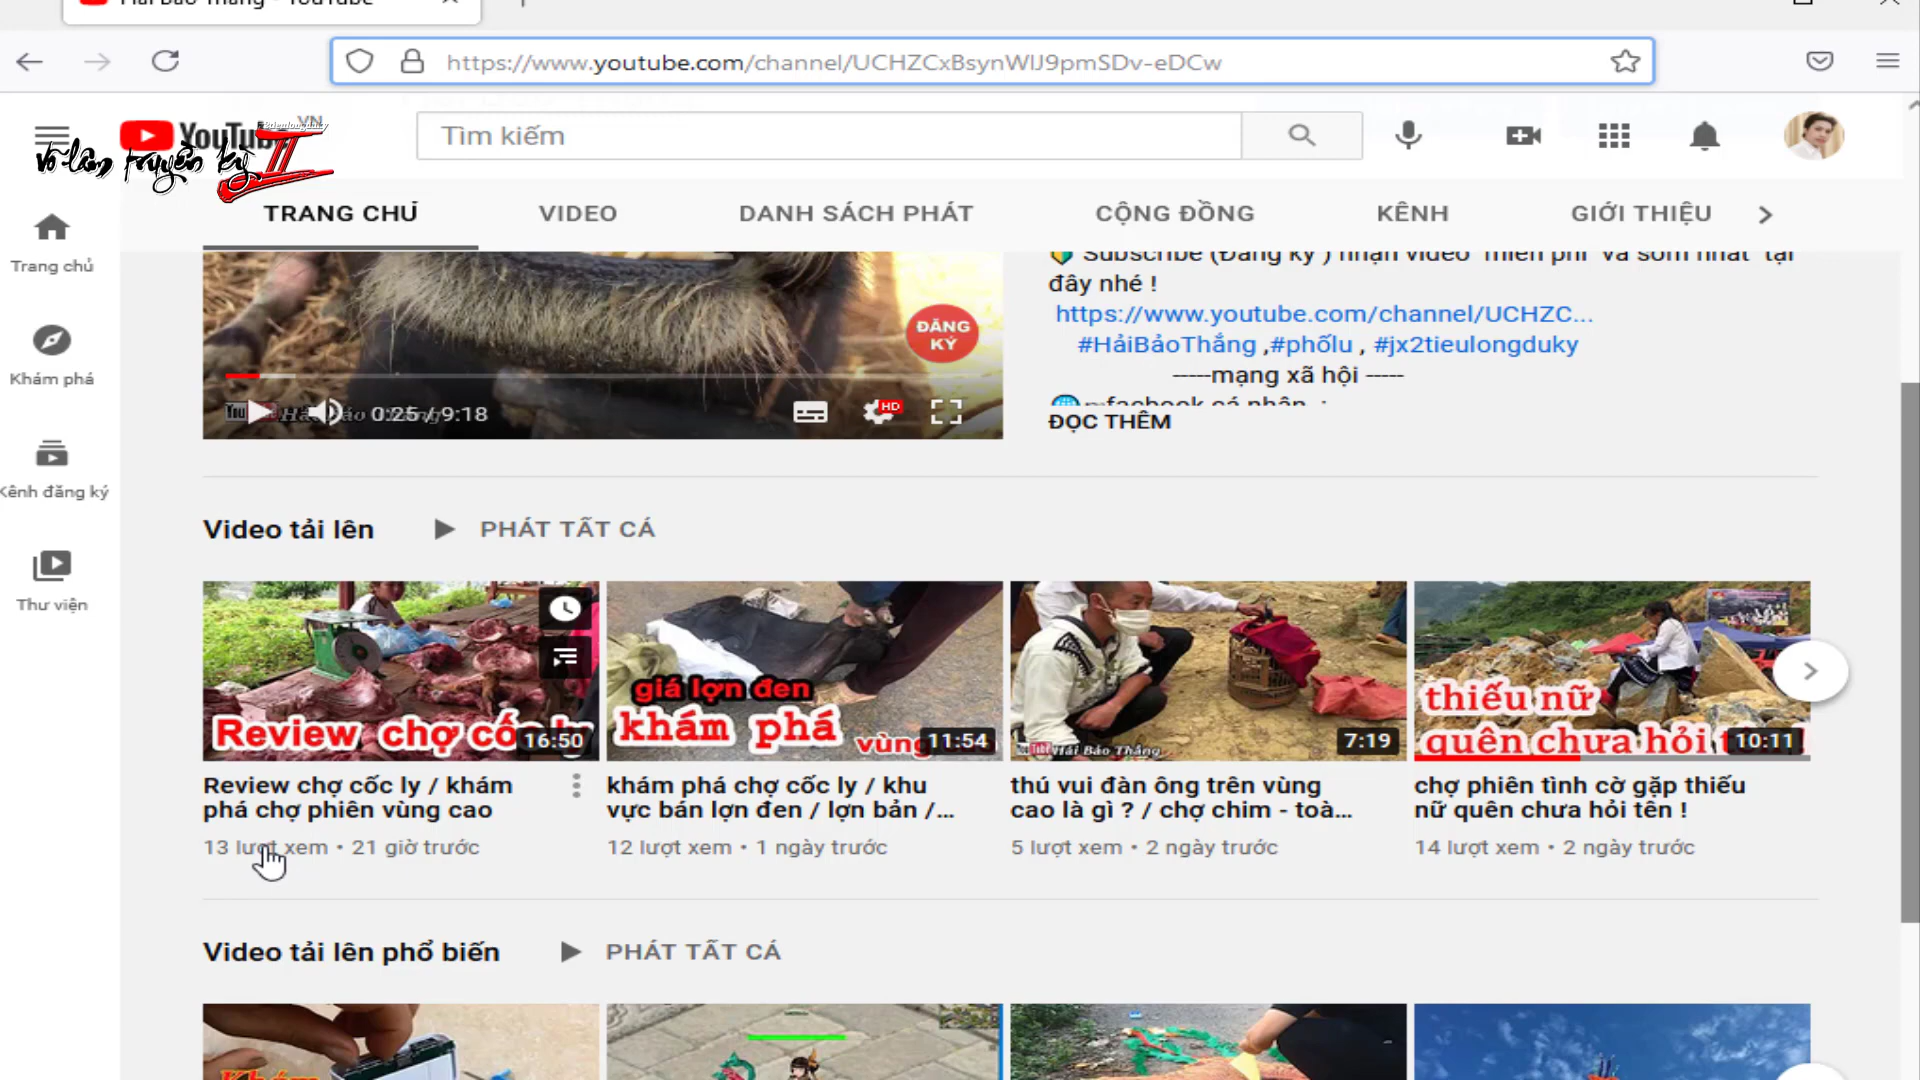 Hải Bảo Thắng - YouTube
https://www.youtube.com/channel/UCHZCxBsynWIJ9pmSDv-eDCw
YouTube VN
Tìm kiếm
võ lâm truyền kỳ II
TRANG CHỦ VIDEO DANH SÁCH PHÁT CỘNG ĐỒNG KÊNH GIỚI THIỆU
Trang chủ
Khám phá
Kênh đăng ký
Thư viện
ĐĂNG
KÝ
Hải Bảo Thắng
0:25 / 9:18
HD
Subscribe (Đăng ký ) nhận video miễn phí và sớm nhất tại
đây nhé !
https://www.youtube.com/channel/UCHZC...
#HảiBảoThắng ,#phốlu , #jx2tieulongduky
-----mạng xã hội -----
facbook cá nhân :
ĐỌC THÊM
Video tải lên PHÁT TẤT CẢ
Review chợ cốc ly
16:50
giá lợn đen
khám phá
vùng
11:54
Hải Bảo Thắng
7:19
thiếu nữ
quên chưa hỏi
10:11
Review chợ cốc ly / khám
phá chợ phiên vùng cao
13 lượt xem • 21 giờ trước
khám phá chợ cốc ly / khu
vực bán lợn đen / lợn bản /...
12 lượt xem • 1 ngày trước
thú vui đàn ông trên vùng
cao là gì ? / chợ chim - toà...
5 lượt xem • 2 ngày trước
chợ phiên tình cờ gặp thiếu
nữ quên chưa hỏi tên !
14 lượt xem • 2 ngày trước
Video tải lên phổ biến PHÁT TẤT CẢ